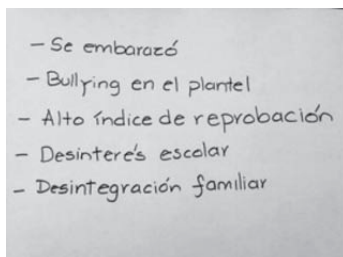 - Se embarazó
- Bullying en el plantel
- Alto índice de reprobación
- Desinterés escolar
- Desintegración familiar